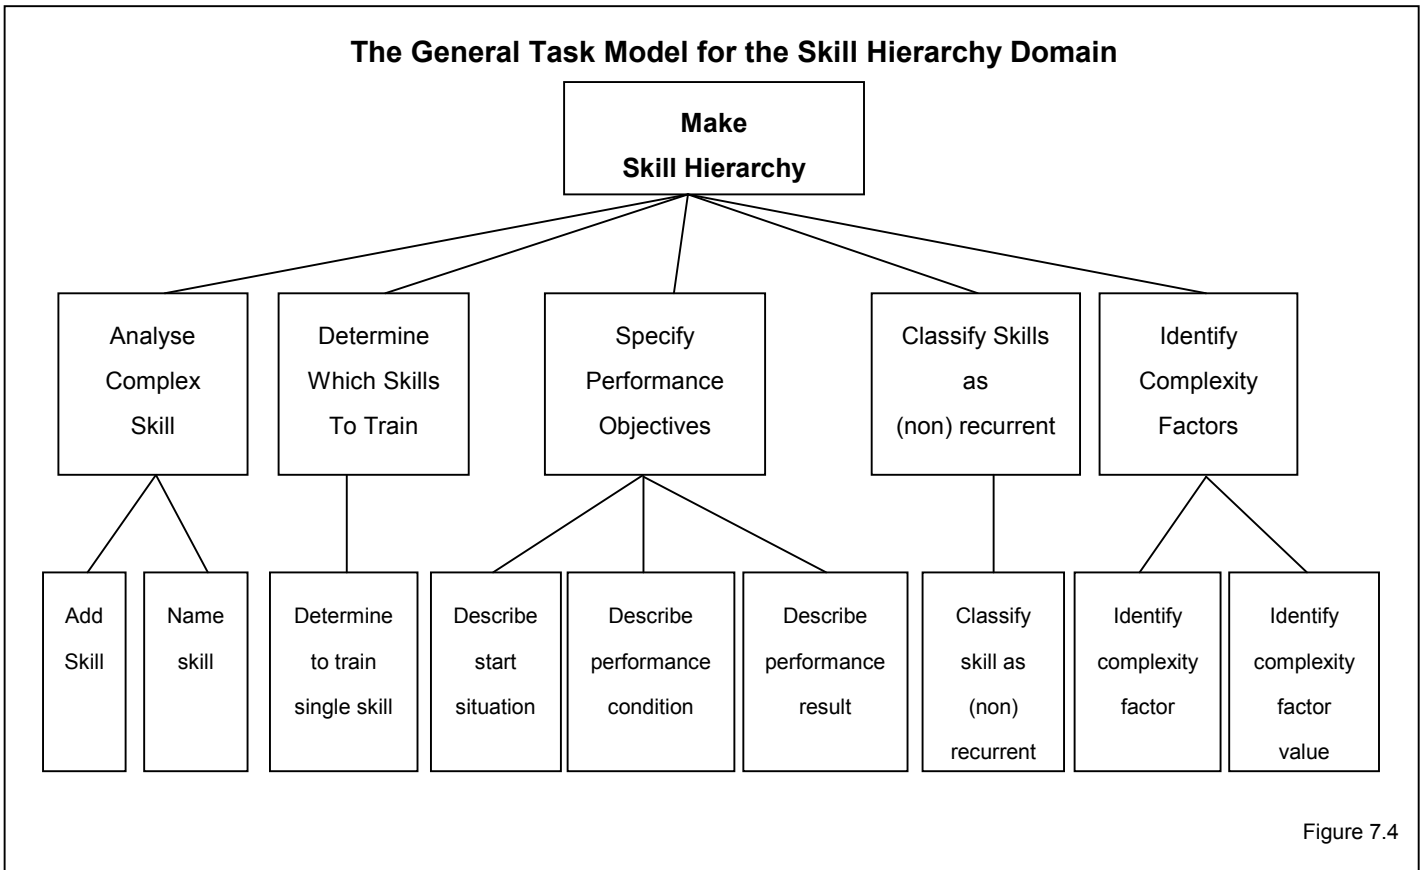 The General Task Model for the Skill Hierarchy Domain
Make
Skill Hierarchy
Analyse
Complex
Skill
Determine
Which Skills
To Train
Specify
Performance
Objectives
Classify Skills
as
(non) recurrent
Identify
Complexity
Factors
Add
Skill
Name
skill
Determine
to train
single skill
Describe
start
situation
Describe
performance
condition
Describe
performance
result
Classify
skill as
(non)
recurrent
Identify
complexity
factor
Identify
complexity
factor
value
Figure 7.4